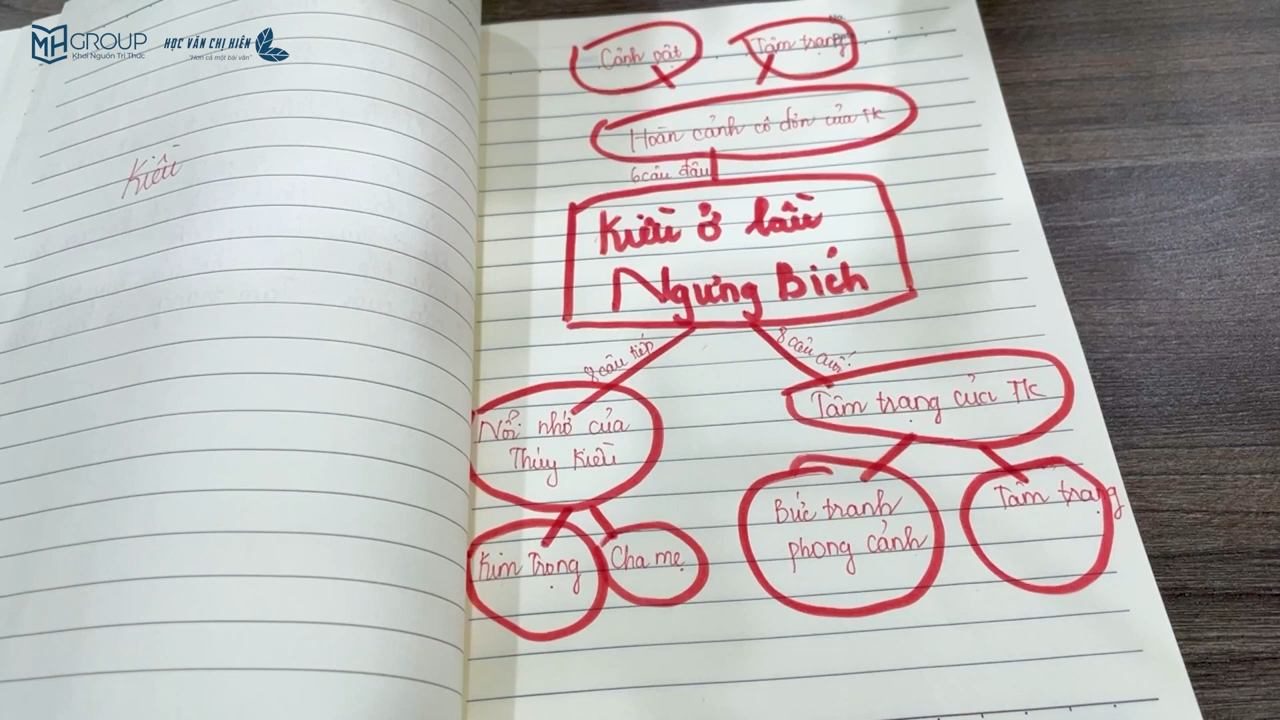 MH GROUP
Khơi Nguồn Tri Thức
HỌC VĂN CHỊ HIÊN
"Hơn cả một bài văn"
Kiều
Cảnh vật
Tâm trạng
Hoàn cảnh cô đơn của TK
6 câu đầu
Kiều ở lầu
Ngưng Bích
8 câu tiếp
8 câu cuối
Nỗi nhớ của
Thúy Kiều
Tâm trạng của TK
Kim Trọng
Cha mẹ
Bức tranh
phong cảnh
Tâm trạng